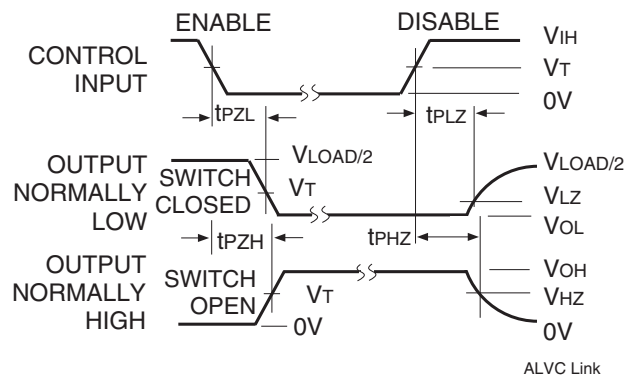 ENABLE
DISABLE
CONTROL
INPUT
VIH
VT
0V
tPZL
tPLZ
OUTPUT
NORMALLY
LOW
SWITCH
CLOSED
VLOAD/2
VT
VLOAD/2
VLZ
VOL
tPZH
tPHZ
OUTPUT
NORMALLY
HIGH
SWITCH
OPEN
VT
0V
VOH
VHZ
0V
ALVC Link